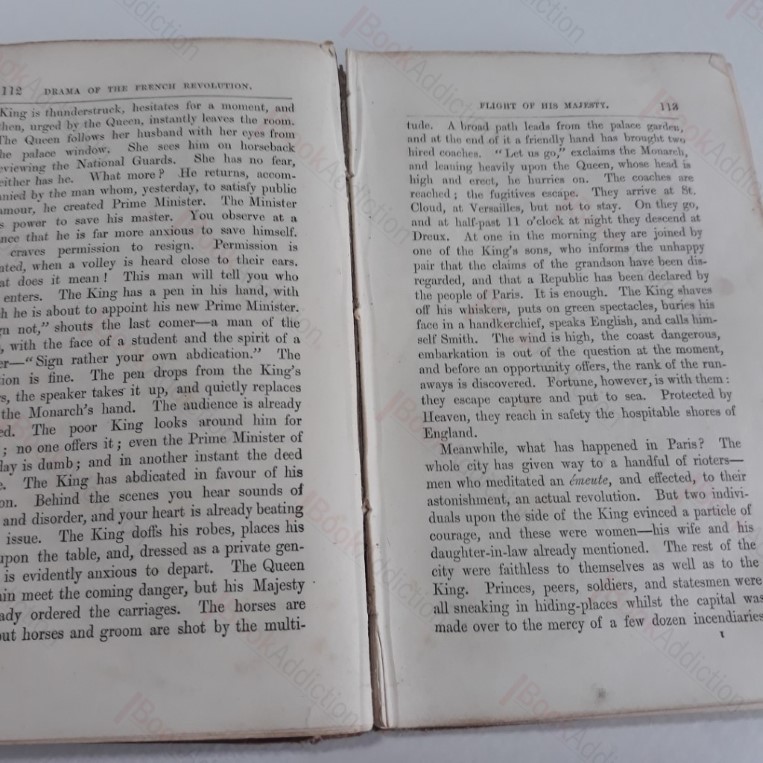 112 DRAMA OF THE FRENCH REVOLUTION.
King is thunderstruck, hesitates for a moment, and
then, urged by the Queen, instantly leaves the room.
The Queen follows her husband with her eyes from
the palace window. She sees him on horseback
reviewing the National Guards. She has no fear,
neither has he. What more? He returns, accom-
anied by the man whom, yesterday, to satisfy public
amour, he created Prime Minister. The Minister
s power to save his master. You observe at a
nce that he is far more anxious to save himself.
craves permission to resign. Permission is
ated, when a volley is heard close to their ears.
at does it mean! This man will tell you who
enters. The King has a pen in his hand, with
h he is about to appoint his new Prime Minister.
gn not," shouts the last comer—a man of the
, with the face of a student and the spirit of a
er—"Sign rather your own abdication." The
tion is fine. The pen drops from the King's
s, the speaker takes it up, and quietly replaces
the Monarch's hand. The audience is already
ed. The poor King looks around him for
; no one offers it; even the Prime Minister of
day is dumb; and in another instant the deed
e. The King has abdicated in favour of his
on. Behind the scenes you hear sounds of
and disorder, and your heart is already beating
issue. The King doffs his robes, places his
upon the table, and, dressed as a private gen-
is evidently anxious to depart. The Queen
ain meet the coming danger, but his Majesty
ady ordered the carriages. The horses are
out horses and groom are shot by the multi-
FLIGHT OF HIS MAJESTY. 113
tude. A broad path leads from the palace garden,
and at the end of it a friendly hand has brought two
hired coaches. "Let us go," exclaims the Monarch,
and leaning heavily upon the Queen, whose head is
high and erect, he hurries on. The coaches are
reached; the fugitives escape. They arrive at St.
Cloud, at Versailles, but not to stay. On they go,
and at half-past 11 o'clock at night they descend at
Dreux. At one in the morning they are joined by
one of the King's sons, who informs the unhappy
pair that the claims of the grandson have been dis-
regarded, and that a Republic has been declared by
the people of Paris. It is enough. The King shaves
off his whiskers, puts on green spectacles, buries his
face in a handkerchief, speaks English, and calls him-
self Smith. The wind is high, the coast dangerous,
embarkation is out of the question at the moment,
and before an opportunity offers, the rank of the run-
aways is discovered. Fortune, however, is with them:
they escape capture and put to sea. Protected by
Heaven, they reach in safety the hospitable shores of
England.
Meanwhile, what has happened in Paris? The
whole city has given way to a handful of rioters—
men who meditated an émeute, and effected, to their
astonishment, an actual revolution. But two indivi-
duals upon the side of the King evinced a particle of
courage, and these were women—his wife and his
daughter-in-law already mentioned. The rest of the
city were faithless to themselves as well as to the
King. Princes, peers, soldiers, and statesmen were
all sneaking in hiding-places whilst the capital was
made over to the mercy of a few dozen incendiaries
I
BookAddiction